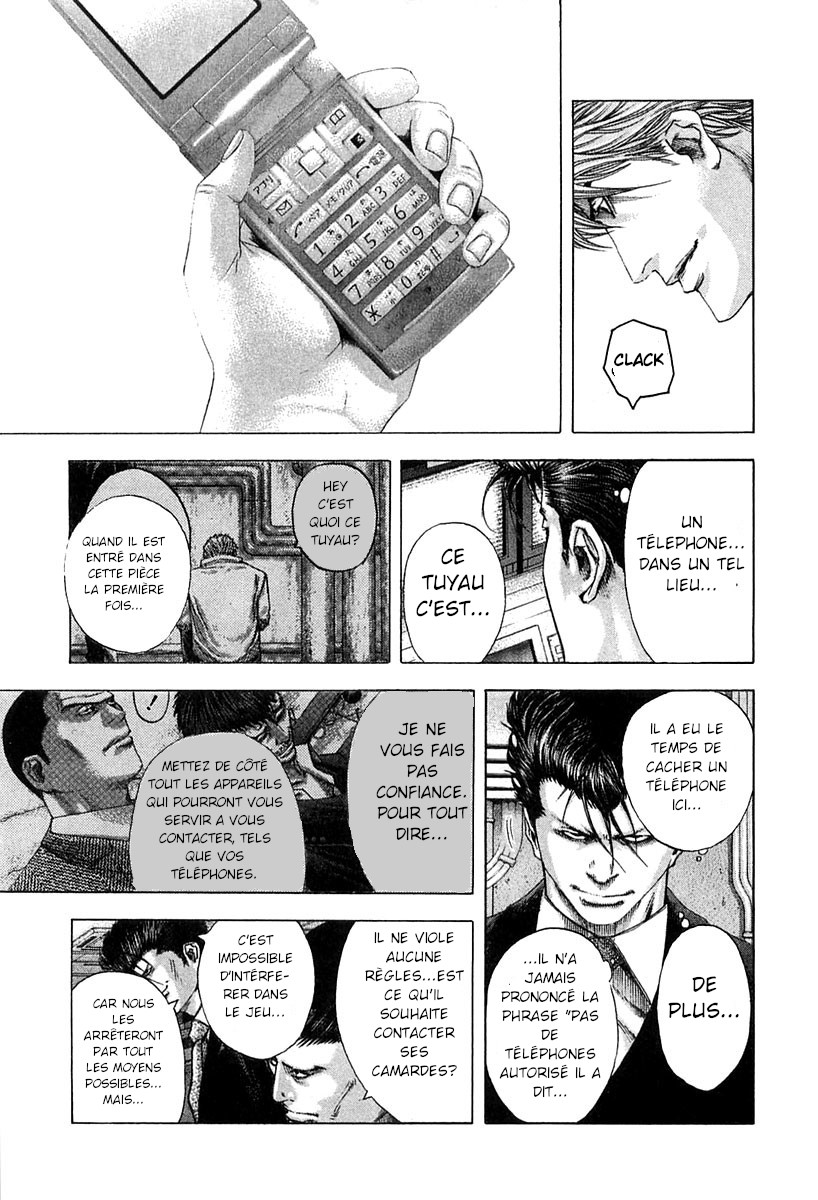 CLACK
UN
TÉLEPHONE...
DANS UN TEL
LIEU...
CE
TUYAU
C'EST...
HEY
C'EST
QUOI CE
TUYAU?
QUAND IL EST
ENTRÉ DANS
CETTE PIÈCE
LA PREMIÈRE
FOIS...
IL A EU LE
TEMPS DE
CACHER UN
TÉLÉPHONE
ICI...
DE
PLUS...
...IL N'A
JAMAIS
PRONONCÉ LA
PHRASE "PAS
DE
TÉLÉPHONES
AUTORISÉ IL A
DIT...
JE NE
VOUS FAIS
PAS
CONFIANCE.
POUR TOUT
DIRE...
!
METTEZ DE CÔTÉ
TOUT LES APPAREILS
QUI POURRONT VOUS
SERVIR A VOUS
CONTACTER, TELS
QUE VOS
TÉLÉPHONES.
IL NE VIOLE
AUCUNE
RÈGLES...EST
CE QU'IL
SOUHAITE
CONTACTER
SES
CAMARDES?
C'EST
IMPOSSIBLE
D'INTÉRFE-
RER DANS
LE JEU...
CAR NOUS
LES
ARRÊTERONT
PAR TOUT
LES MOYENS
POSSIBLES...
MAIS...